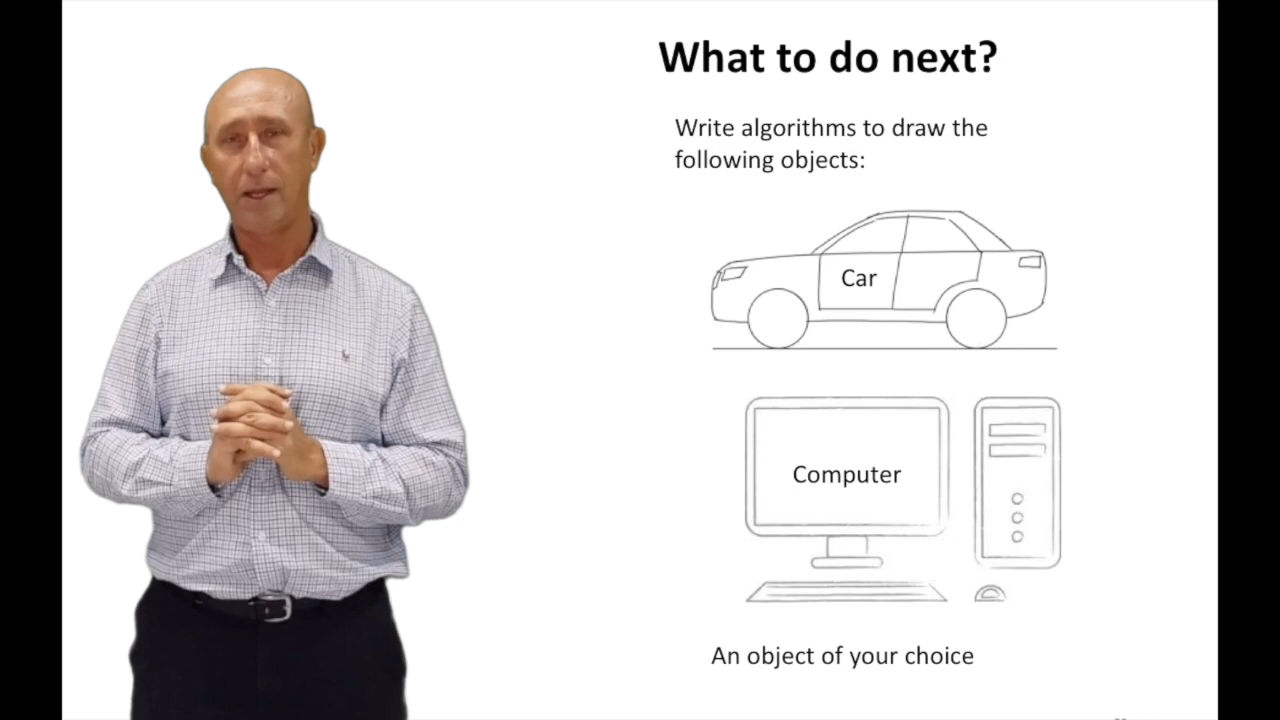 What to do next?
Write algorithms to draw the
following objects:
Car
Computer
An object of your choice